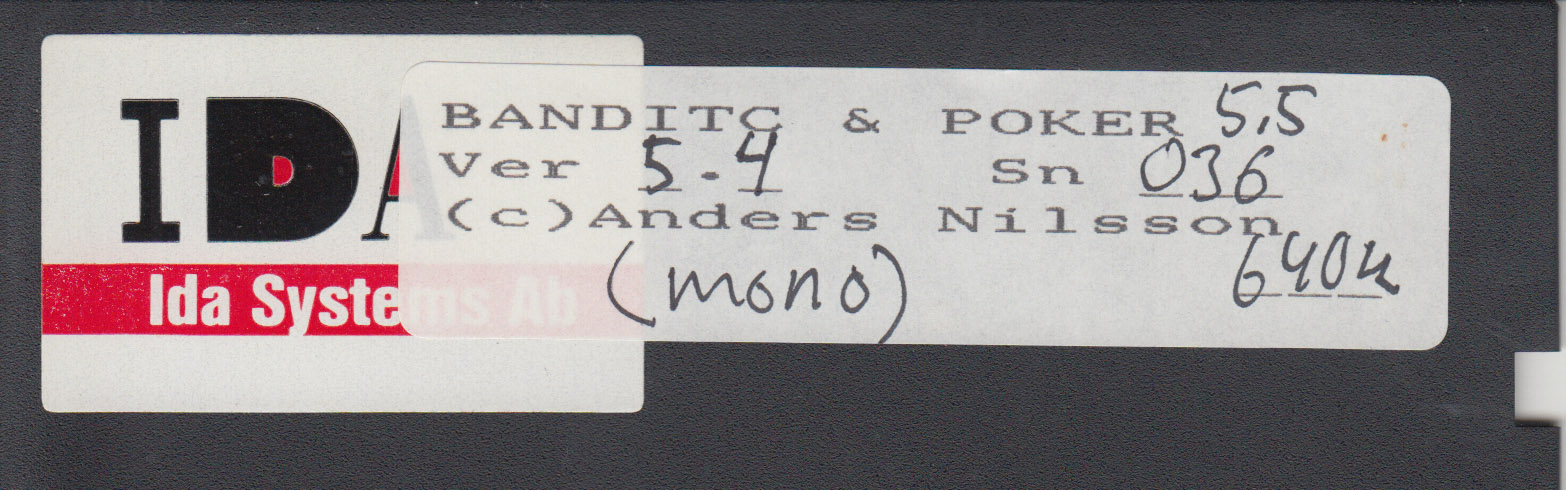 IDA
Ida Systems Ab
BANDITC & POKER 5.5
Ver 5.4 Sn 036
(c)Anders Nilsson
(mono) 640k